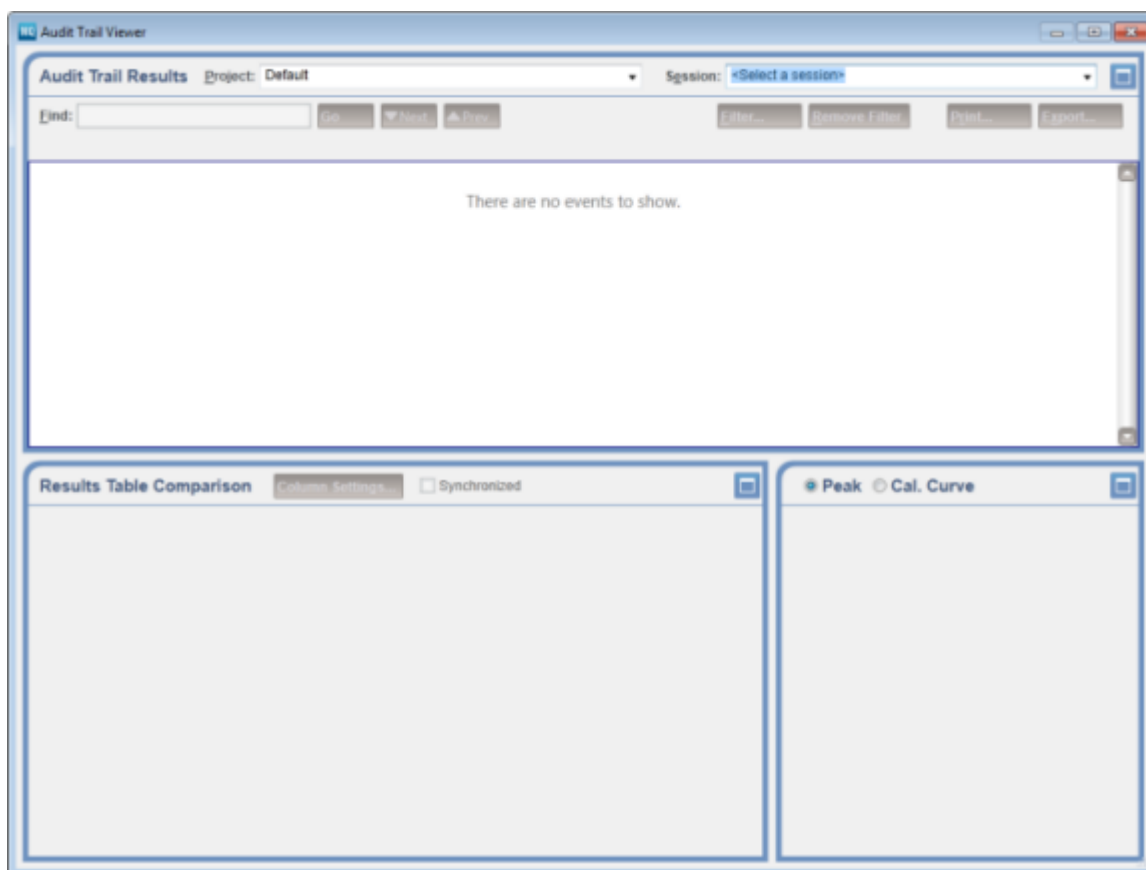 Audit Trail Viewer
Audit Trail Results Project: Default Session: <Select a session>
Find: Go Next Prev Filter... Remove Filter Print... Export...
There are no events to show.
Results Table Comparison Column Settings... Synchronized
Peak Cal. Curve